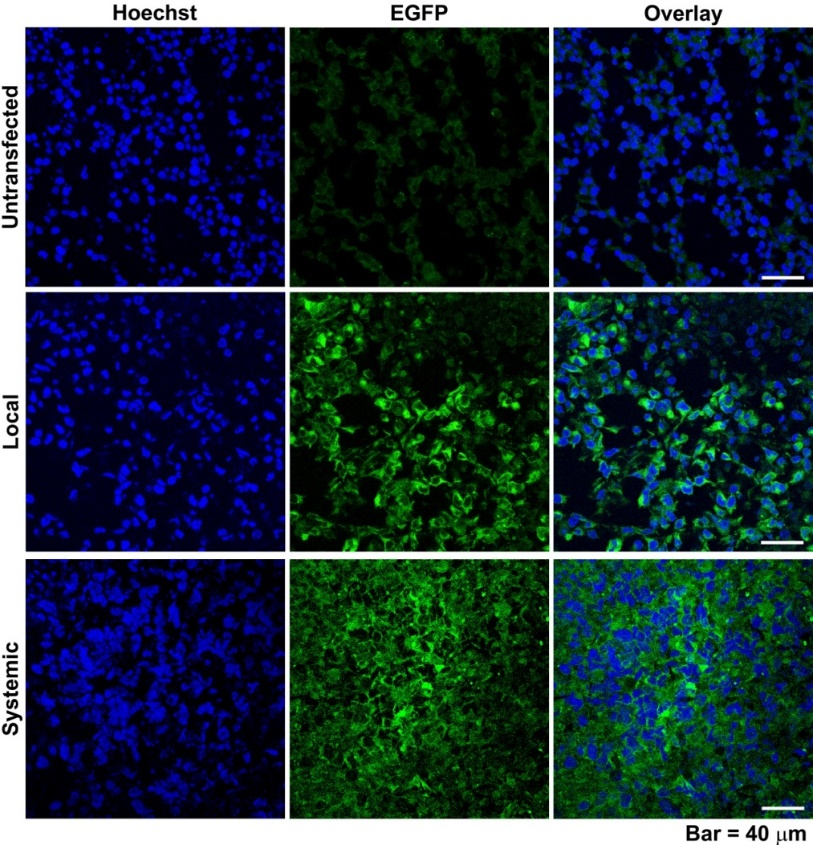 Hoechst EGFP Overlay
Untransfected
Local
Systemic
Bar = 40 μm